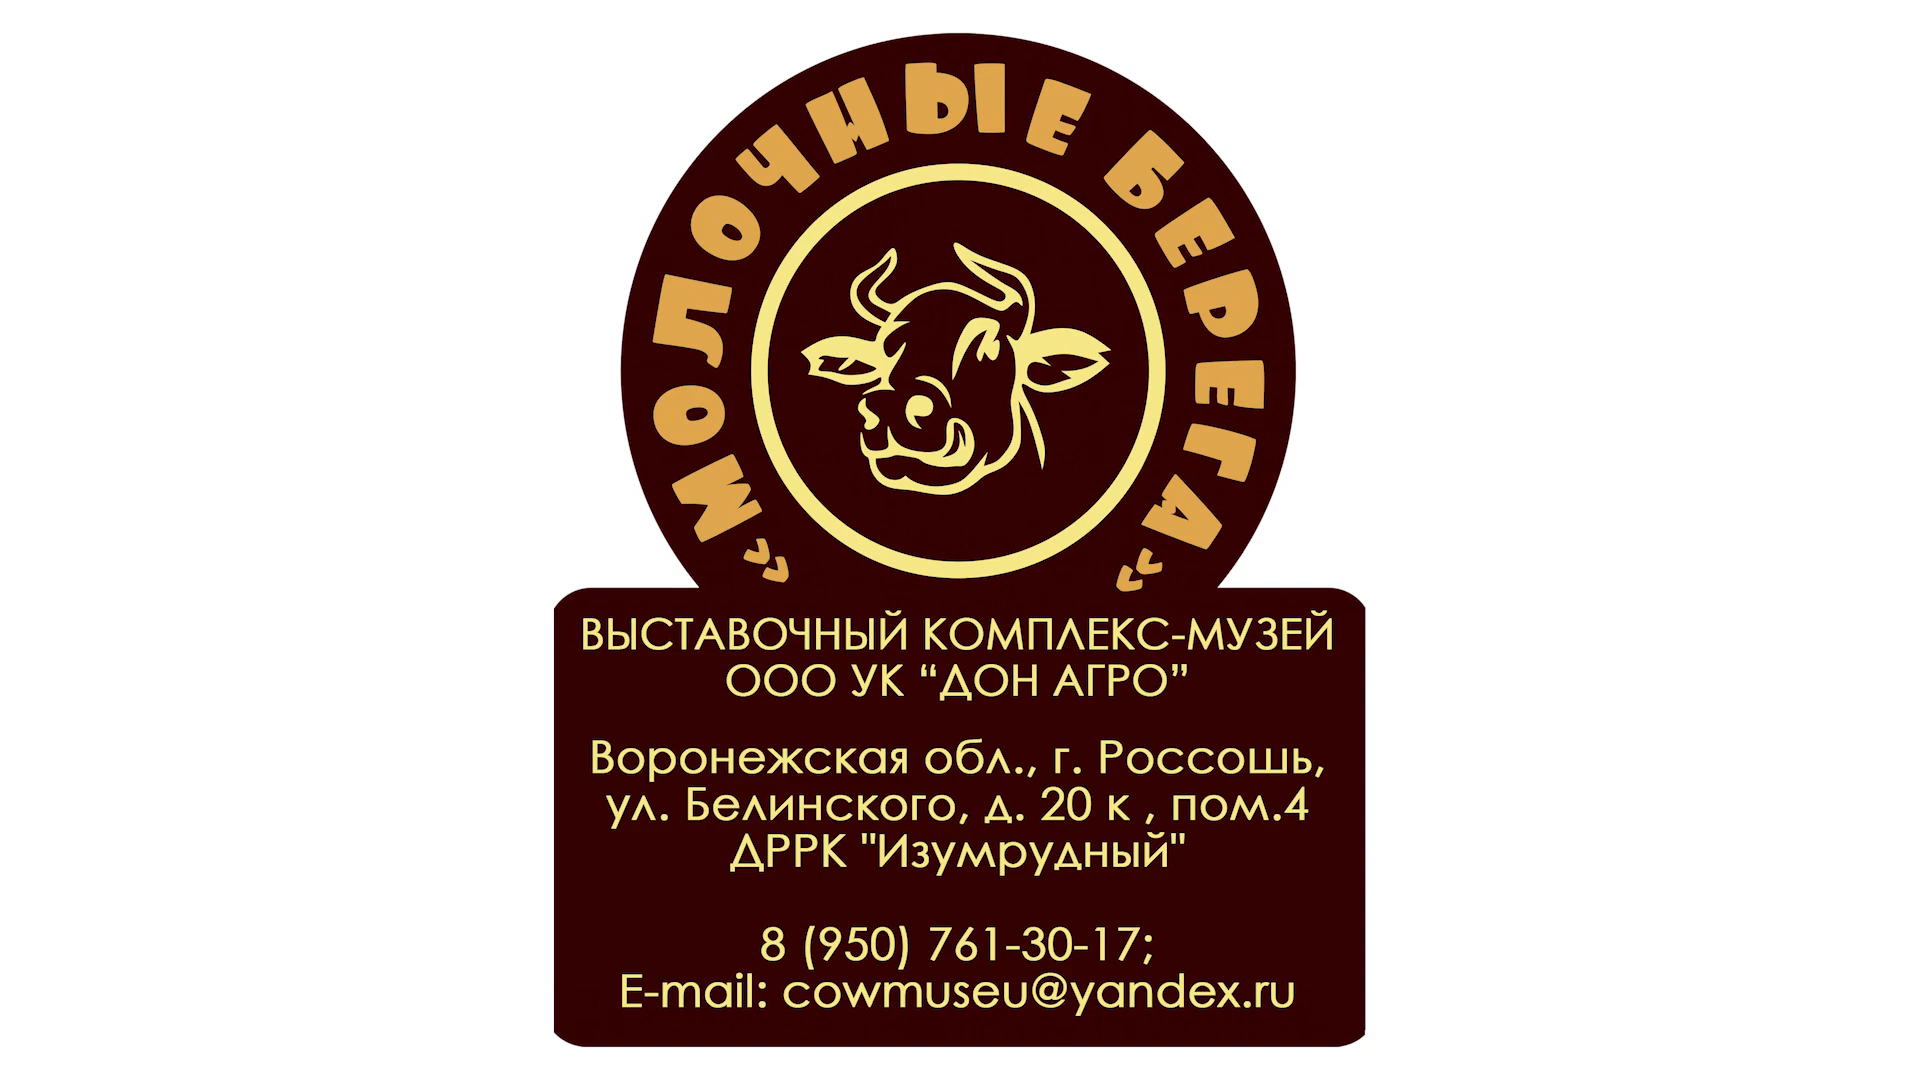 «МОЛОЧНЫЕ БЕРЕГА»
ВЫСТАВОЧНЫЙ КОМПЛЕКС-МУЗЕЙ
ООО УК “ДОН АГРО”
Воронежская обл., г. Россошь,
ул. Белинского, д. 20 к , пом.4
ДРРК "Изумрудный"
8 (950) 761-30-17;
E-mail: cowmuseu@yandex.ru